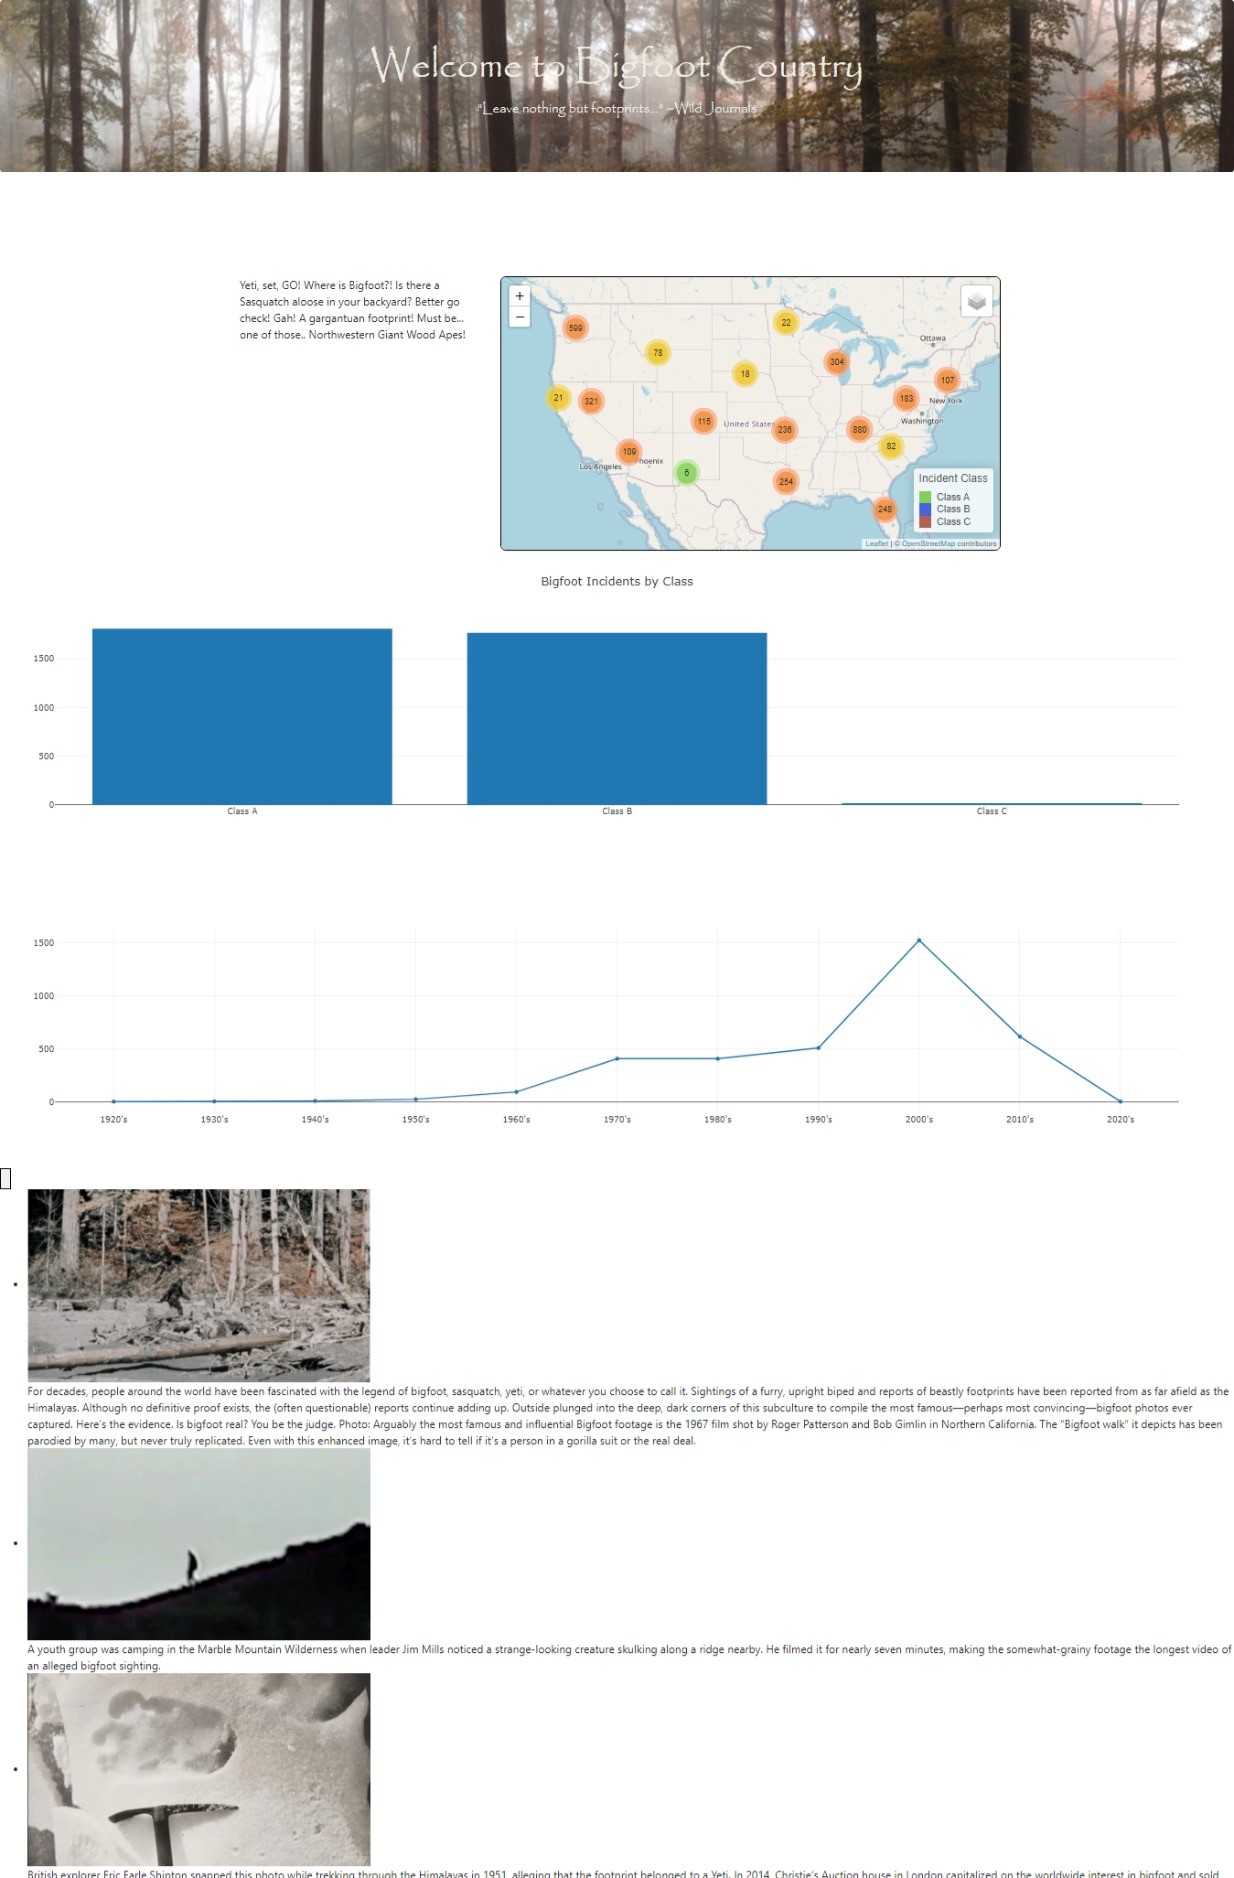 Welcome to Bigfoot Country
"Leave nothing but footprints..." ~Wild Journals
Yeti, set, GO! Where is Bigfoot?! Is there a
Sasquatch aloose in your backyard? Better go
check! Gah! A gargantuan footprint! Must be...
one of those.. Northwestern Giant Wood Apes!
+
−
599
22
Ottawa
78
304
18
107
21
321
183
New York
115
Washington
United States
236
880
82
109
Los Angeles
hoenix
6
254
248
Incident Class
Class A
Class B
Class C
Leaflet | © OpenStreetMap contributors
Bigfoot Incidents by Class
1500
1000
500
0
Class A
Class B
Class C
1500
1000
500
0
1920's
1930's
1940's
1950's
1960's
1970's
1980's
1990's
2000's
2010's
2020's
For decades, people around the world have been fascinated with the legend of bigfoot, sasquatch, yeti, or whatever you choose to call it. Sightings of a furry, upright biped and reports of beastly footprints have been reported from as far afield as the
Himalayas. Although no definitive proof exists, the (often questionable) reports continue adding up. Outside plunged into the deep, dark corners of this subculture to compile the most famous—perhaps most convincing—bigfoot photos ever
captured. Here's the evidence. Is bigfoot real? You be the judge. Photo: Arguably the most famous and influential Bigfoot footage is the 1967 film shot by Roger Patterson and Bob Gimlin in Northern California. The "Bigfoot walk" it depicts has been
parodied by many, but never truly replicated. Even with this enhanced image, it's hard to tell if it's a person in a gorilla suit or the real deal.
A youth group was camping in the Marble Mountain Wilderness when leader Jim Mills noticed a strange-looking creature skulking along a ridge nearby. He filmed it for nearly seven minutes, making the somewhat-grainy footage the longest video of
an alleged bigfoot sighting.
British explorer Eric Earle Shipton snapped this photo while trekking through the Himalayas in 1951, alleging that the footprint belonged to a Yeti. In 2014, Christie's Auction house in London capitalized on the worldwide interest in bigfoot and sold